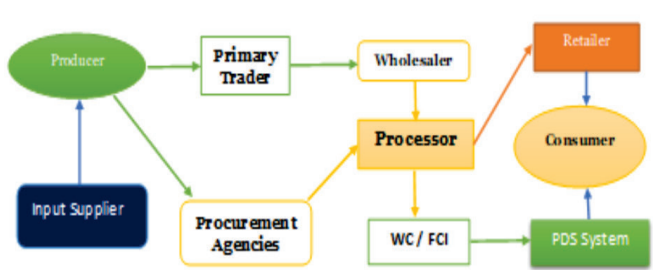 Producer
Primary
Trader
Wholesaler
Retailer
Processor
Consumer
Input Supplier
Procurement
Agencies
WC / FCI
PDS System